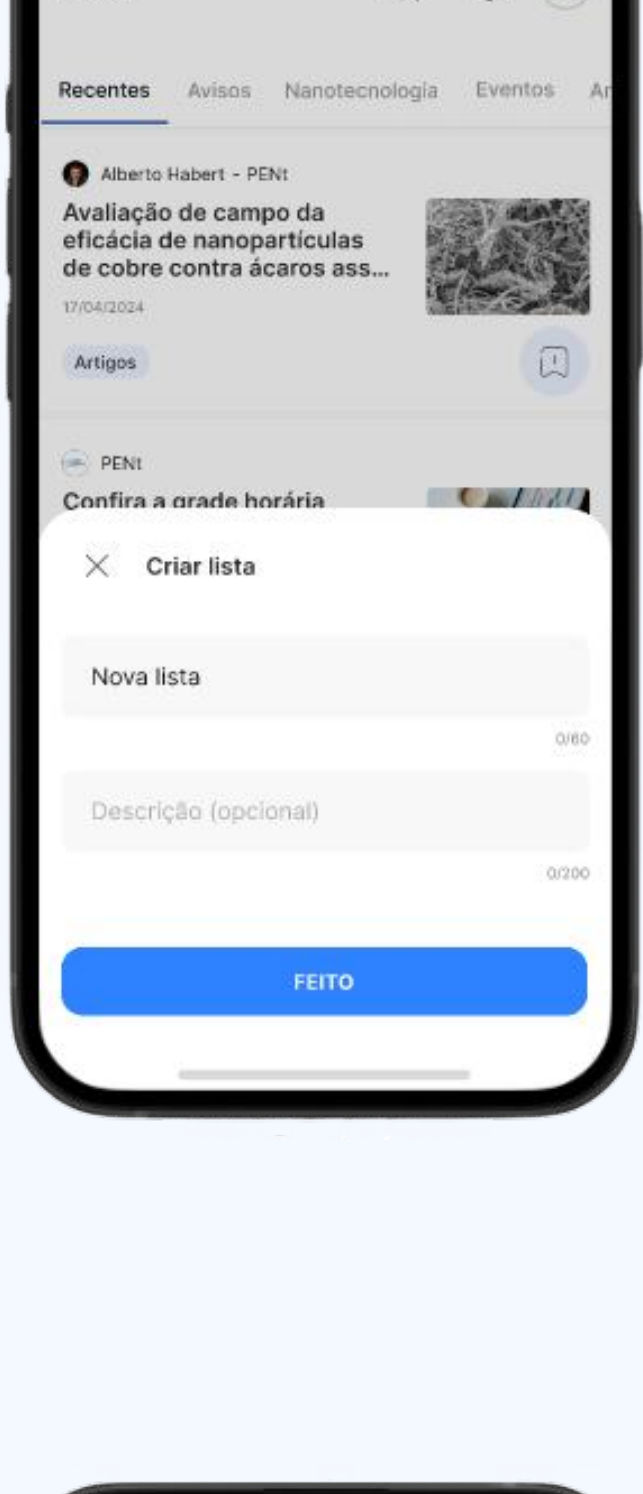 Recentes Avisos Nanotecnologia Eventos
Alberto Habert - PENt
Avaliação de campo da
eficácia de nanopartículas
de cobre contra ácaros ass...
17/04/2024
Artigos
PENt
Confira a grade horária
Criar lista
Nova lista
0/60
Descrição (opcional)
0/200
FEITO